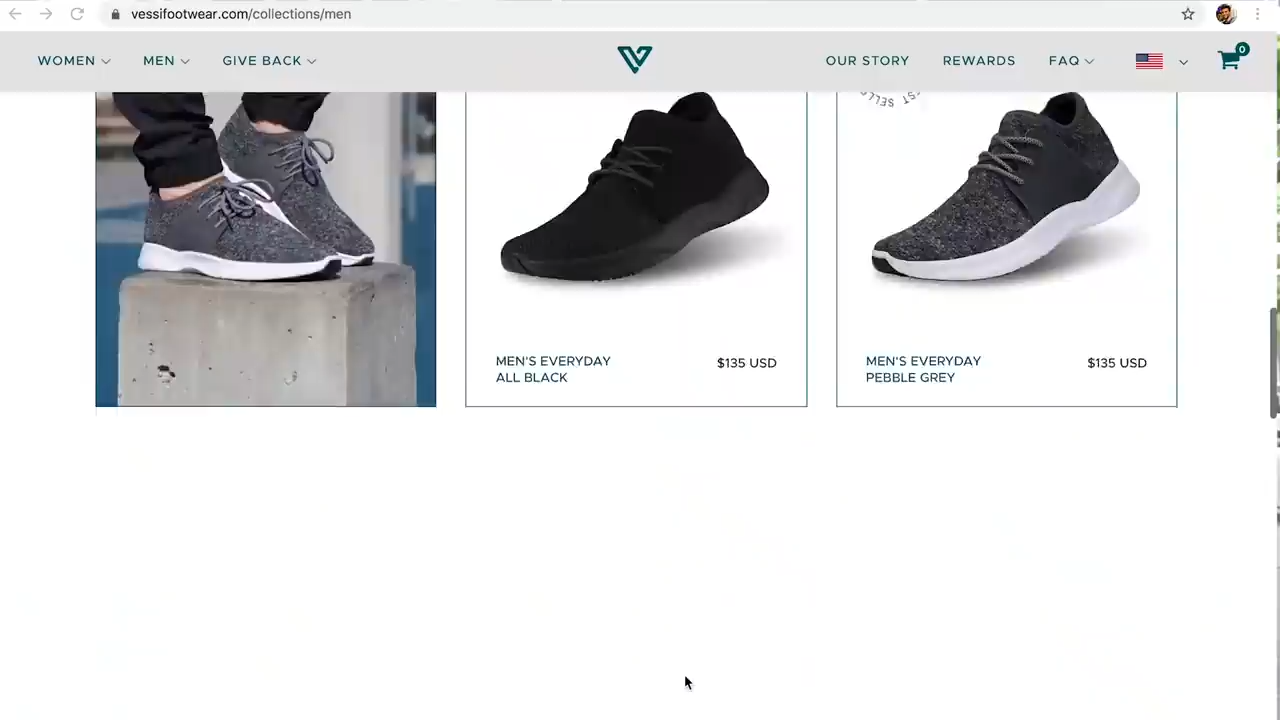 vessifootwear.com/collections/men
WOMEN MEN GIVE BACK OUR STORY REWARDS FAQ 0
MEN'S EVERYDAY $135 USD
ALL BLACK
MEN'S EVERYDAY $135 USD
PEBBLE GREY